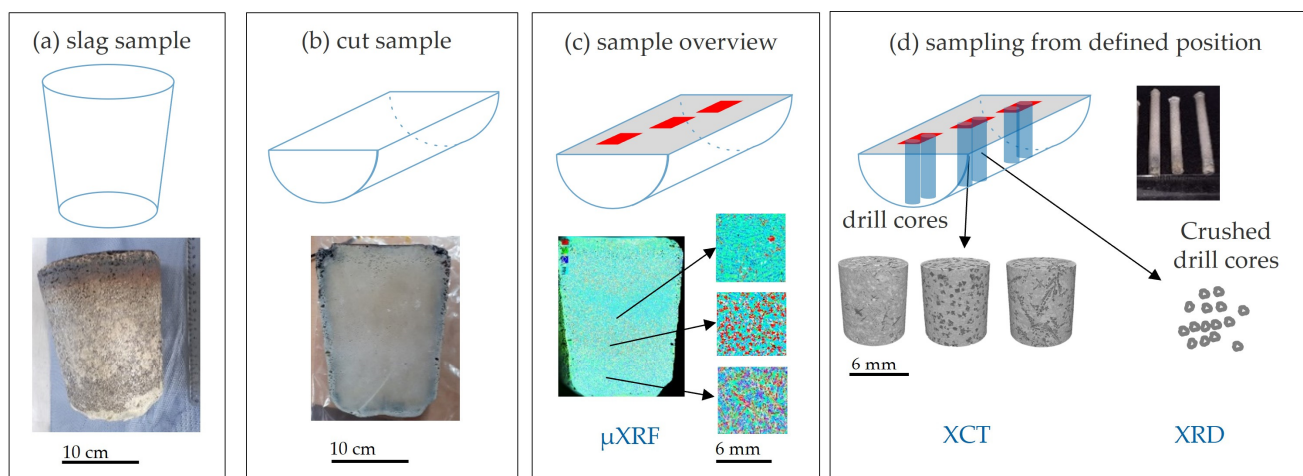 (a) slag sample
10 cm
(b) cut sample
10 cm
(c) sample overview
µXRF
6 mm
(d) sampling from defined position
drill cores
Crushed
drill cores
6 mm
XCT
XRD